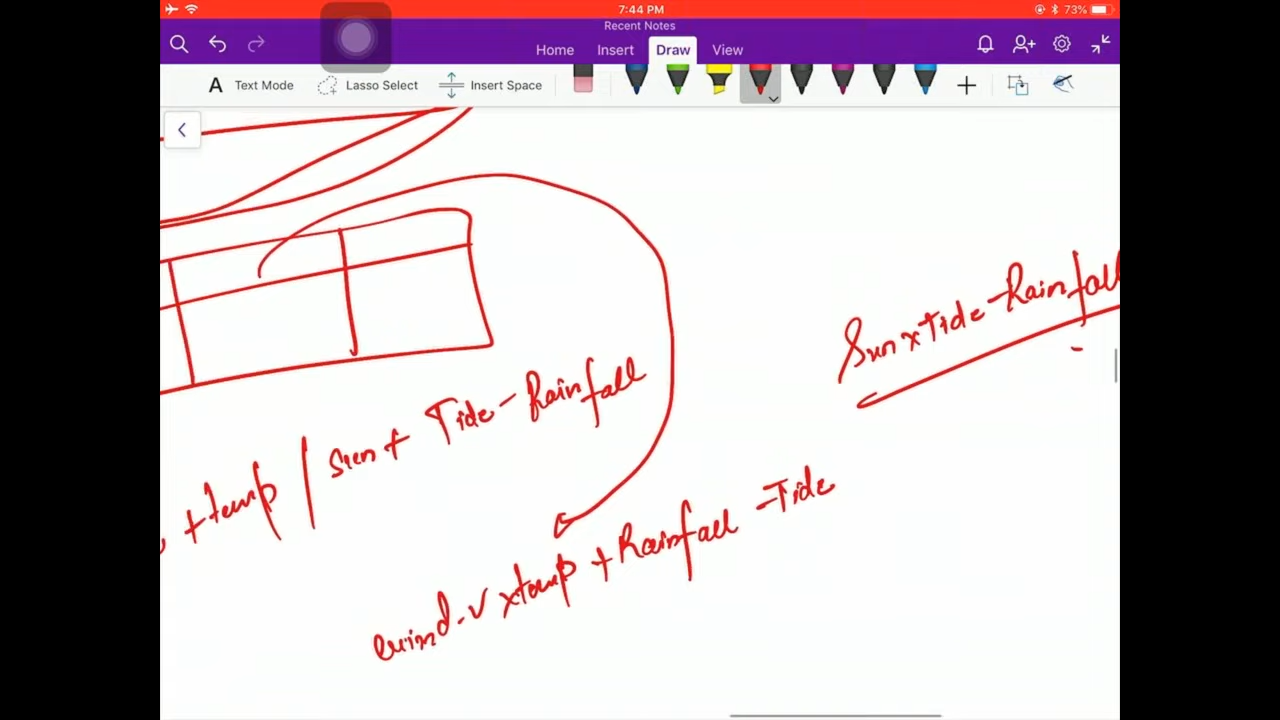 7:44 PM
73%
Recent Notes
Home Insert Draw View
A Text Mode Lasso Select Insert Space
Sun x Tide - Rainfall
+ temp / Sun + Tide - Rainfall
wind-v x temp + Rainfall - Tide